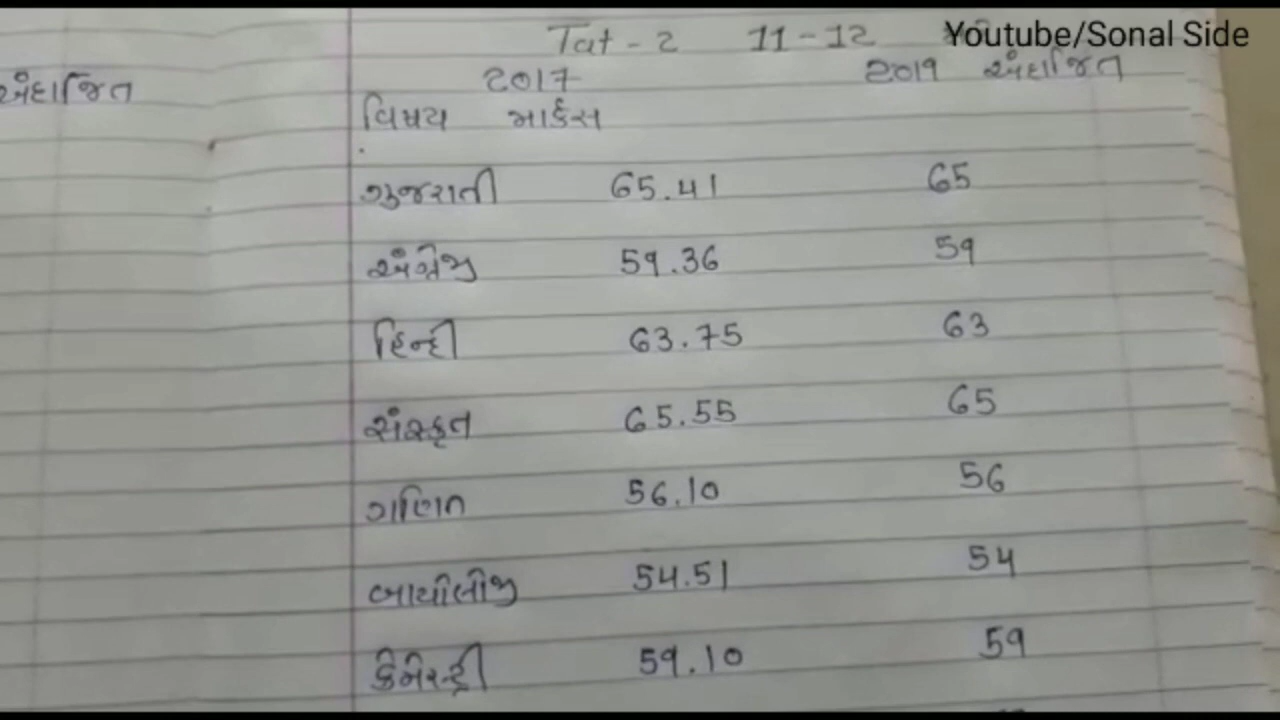 Tat - 2 11 - 12 Youtube/Sonal Side
અંદાજિત 2017 2019 અંદાજિત
વિષય માર્કસ
ગુજરાતી 65.41 65
અંગ્રેજી 59.36 59
હિન્દી 63.75 63
સંસ્કૃત 65.55 65
ગણિત 56.10 56
બાયોલોજી 54.51 54
કેમેસ્ટ્રી 59.10 59